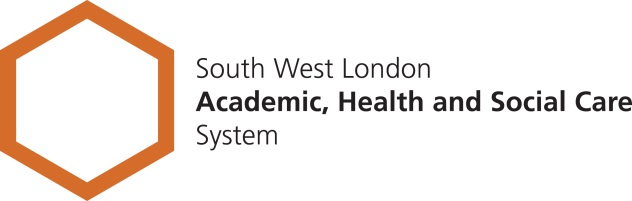 South West London
Academic, Health and Social Care
System